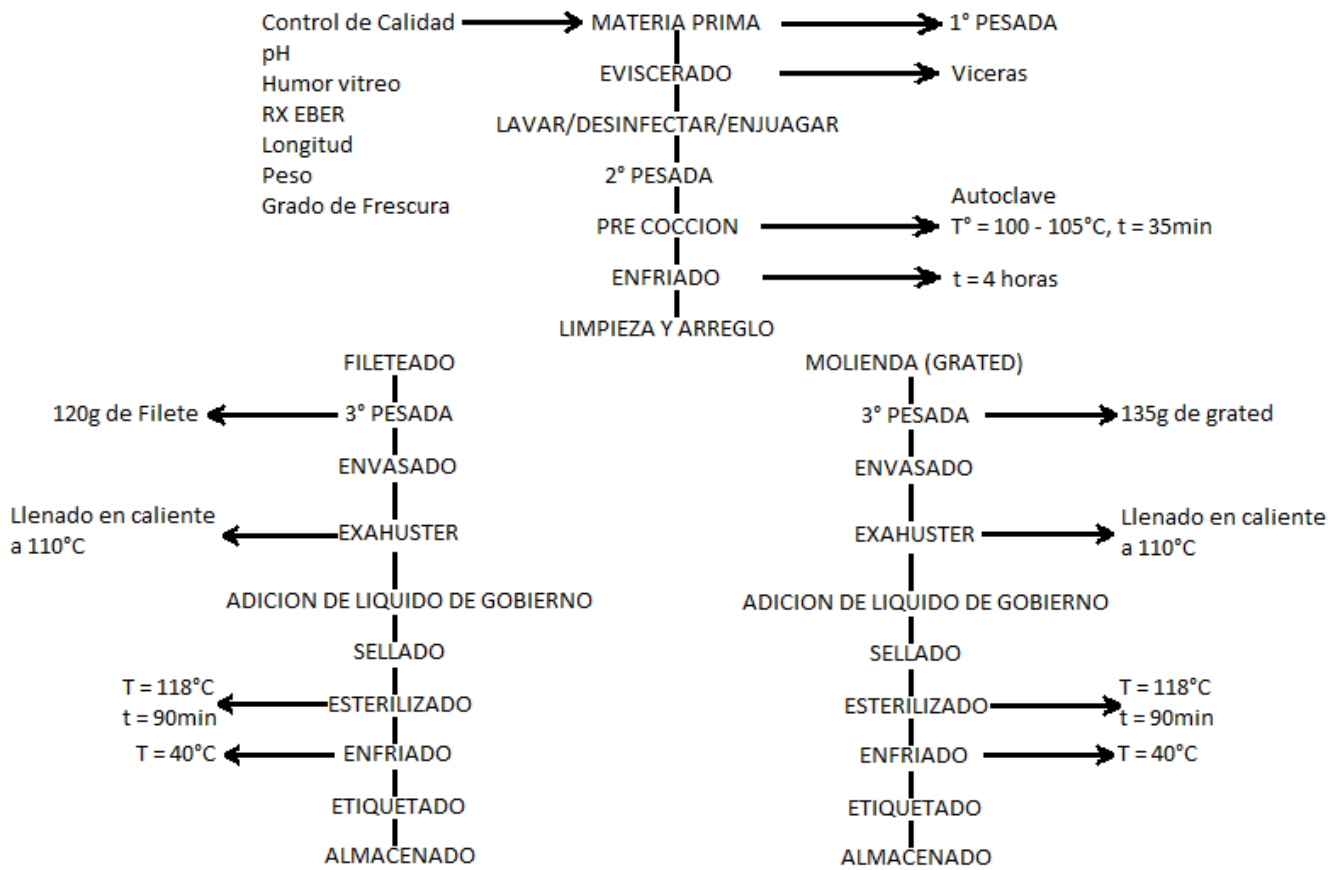 Control de Calidad
MATERIA PRIMA
1° PESADA
pH
Humor vitreo
RX EBER
Longitud
Peso
Grado de Frescura
EVISCERADO
Viceras
LAVAR/DESINFECTAR/ENJUAGAR
2° PESADA
PRE COCCION
Autoclave
T° = 100 - 105°C, t = 35min
ENFRIADO
t = 4 horas
LIMPIEZA Y ARREGLO
FILETEADO
120g de Filete
3° PESADA
ENVASADO
Llenado en caliente
a 110°C
EXAHUSTER
ADICION DE LIQUIDO DE GOBIERNO
SELLADO
T = 118°C
t = 90min
ESTERILIZADO
T = 40°C
ENFRIADO
ETIQUETADO
ALMACENADO
MOLIENDA (GRATED)
3° PESADA
135g de grated
ENVASADO
EXAHUSTER
Llenado en caliente
a 110°C
ADICION DE LIQUIDO DE GOBIERNO
SELLADO
ESTERILIZADO
T = 118°C
t = 90min
ENFRIADO
T = 40°C
ETIQUETADO
ALMACENADO